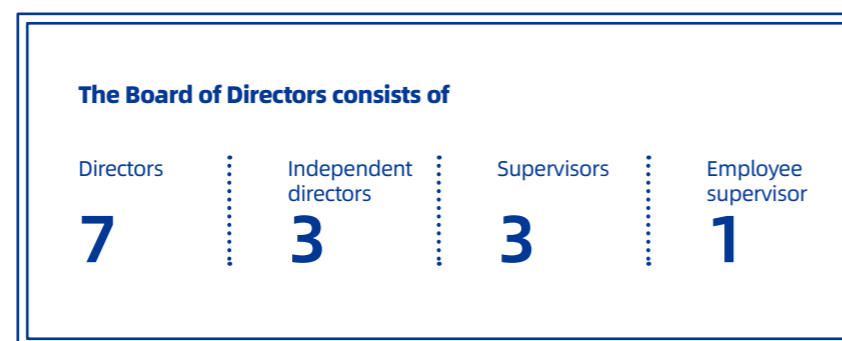 The Board of Directors consists of
Directors
7
Independent
directors
3
Supervisors
3
Employee
supervisor
1